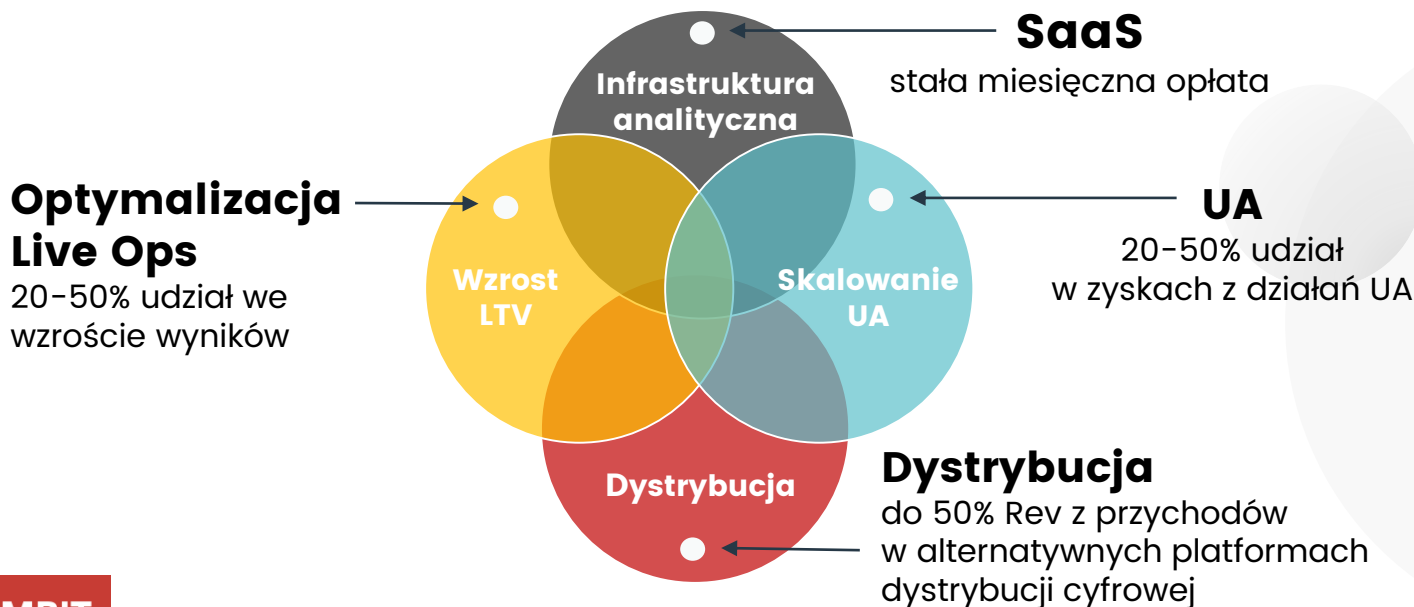 SaaS
stała miesięczna opłata
Infrastruktura
analityczna
Optymalizacja
Live Ops
20-50% udział we
wzroście wyników
Wzrost
LTV
Skalowanie
UA
UA
20-50% udział
w zyskach z działań UA
Dystrybucja
Dystrybucja
do 50% Rev z przychodów
w alternatywnych platformach
dystrybucji cyfrowej